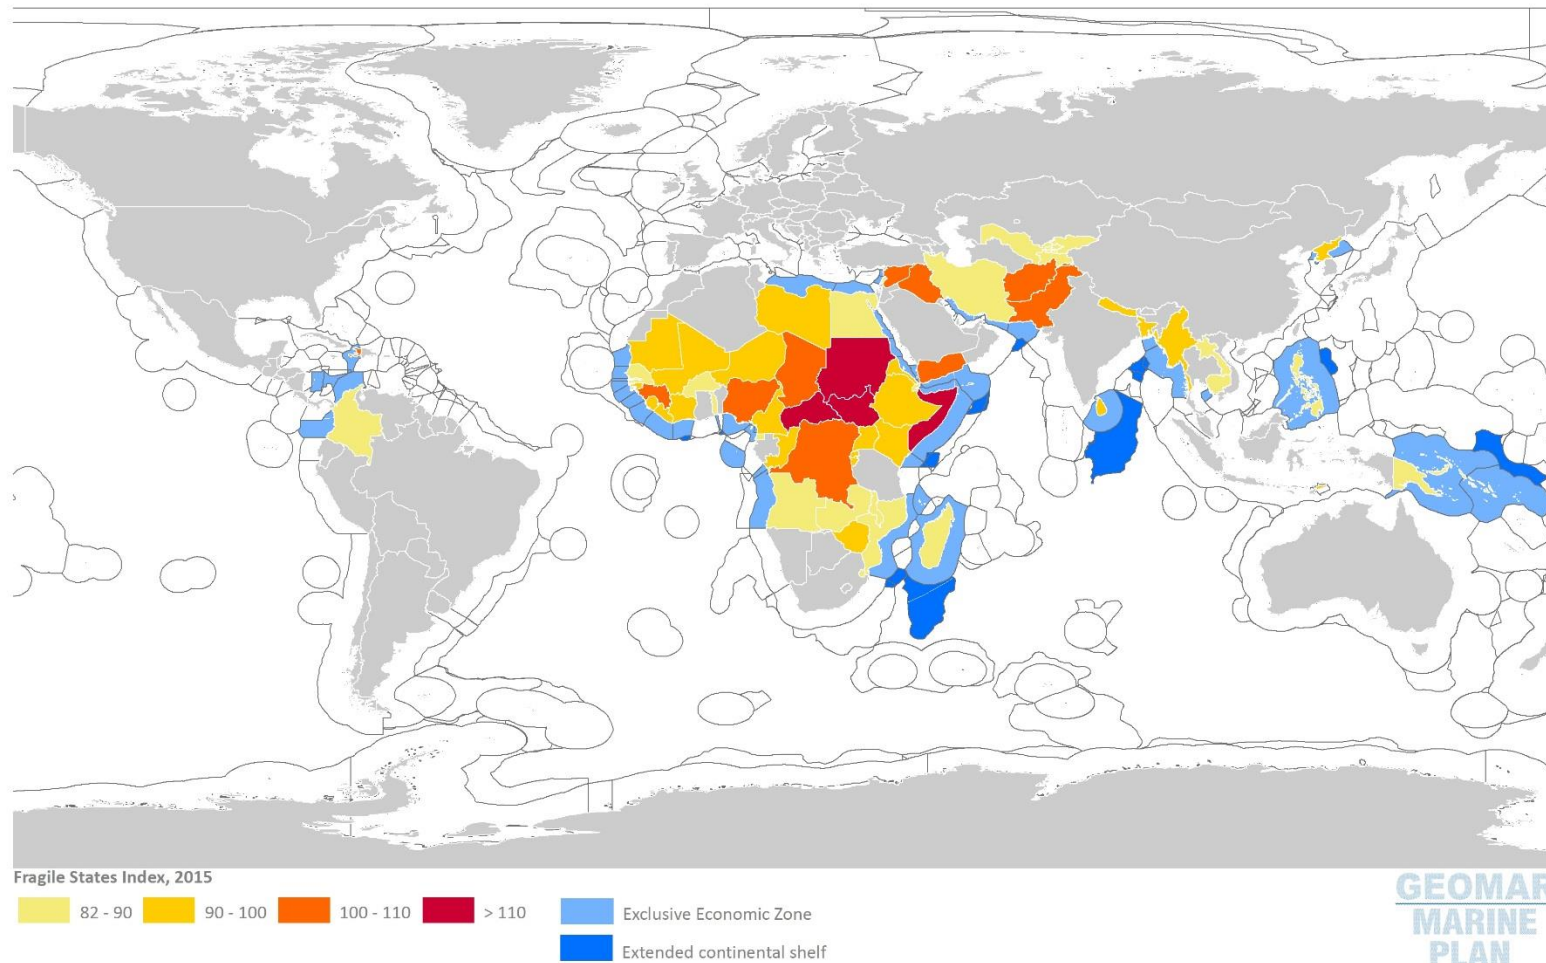 Fragile States Index, 2015
82 - 90
90 - 100
100 - 110
> 110
Exclusive Economic Zone
Extended continental shelf
GEOMAR
MARINE
PLAN